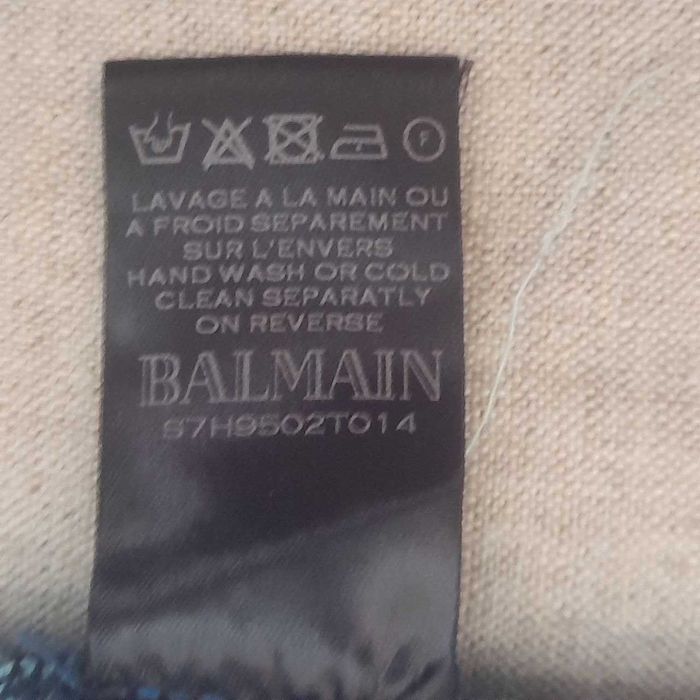 F
LAVAGE A LA MAIN OU
A FROID SEPAREMENT
SUR L'ENVERS
HAND WASH OR COLD
CLEAN SEPARATLY
ON REVERSE
BALMAIN
S7H9502T014